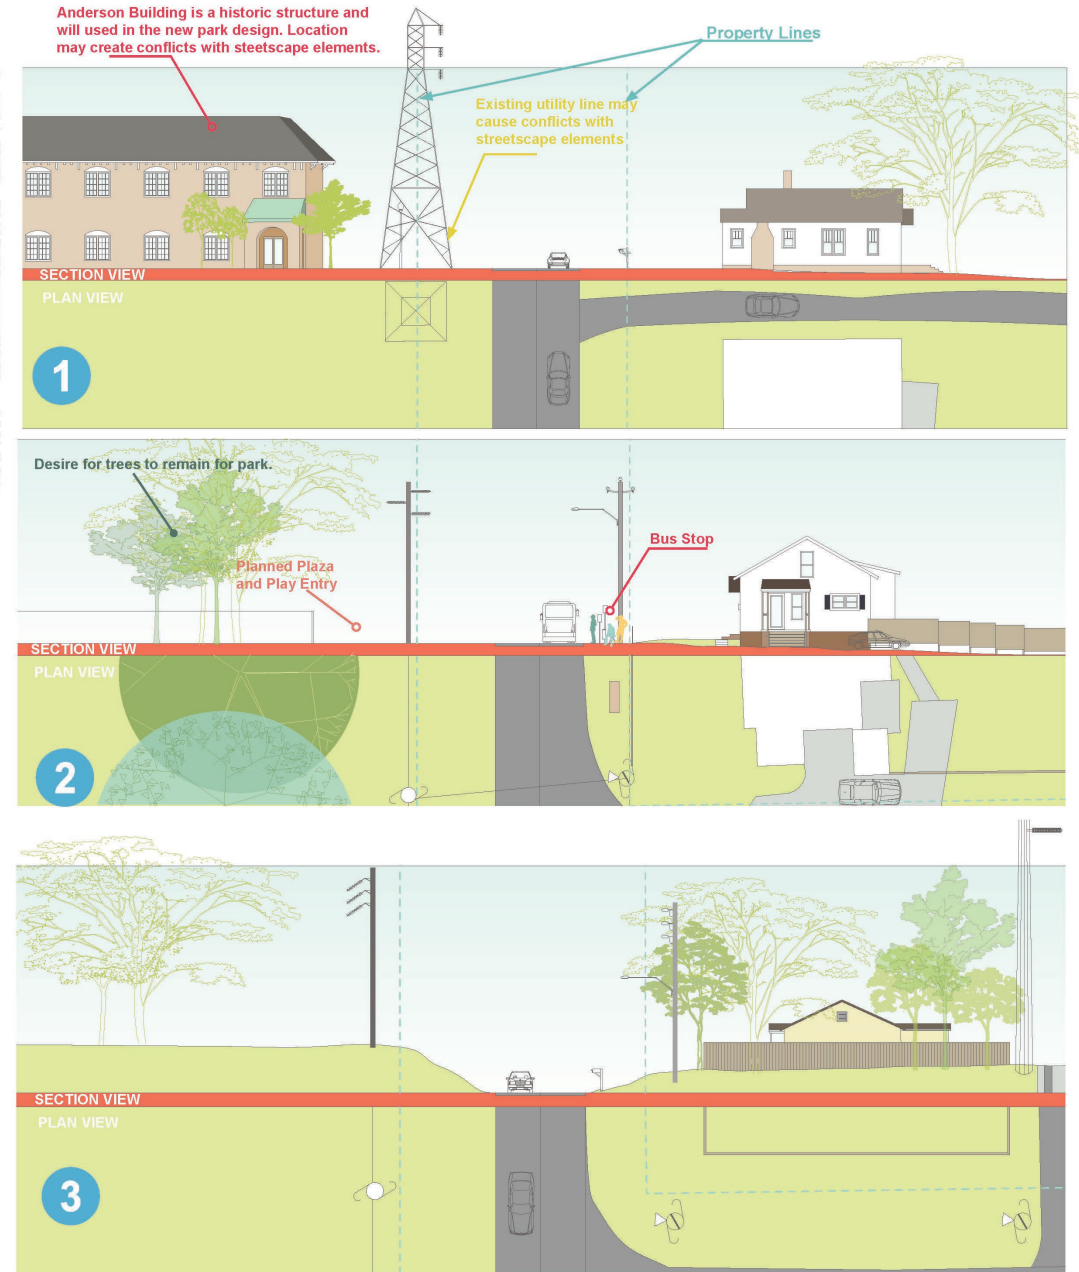 Anderson Building is a historic structure and
will used in the new park design. Location
may create conflicts with steetscape elements.
Property Lines
Existing utility line may
cause conflicts with
streetscape elements
SECTION VIEW
PLAN VIEW
1
Desire for trees to remain for park.
Bus Stop
Planned Plaza
and Play Entry
SECTION VIEW
PLAN VIEW
2
SECTION VIEW
PLAN VIEW
3